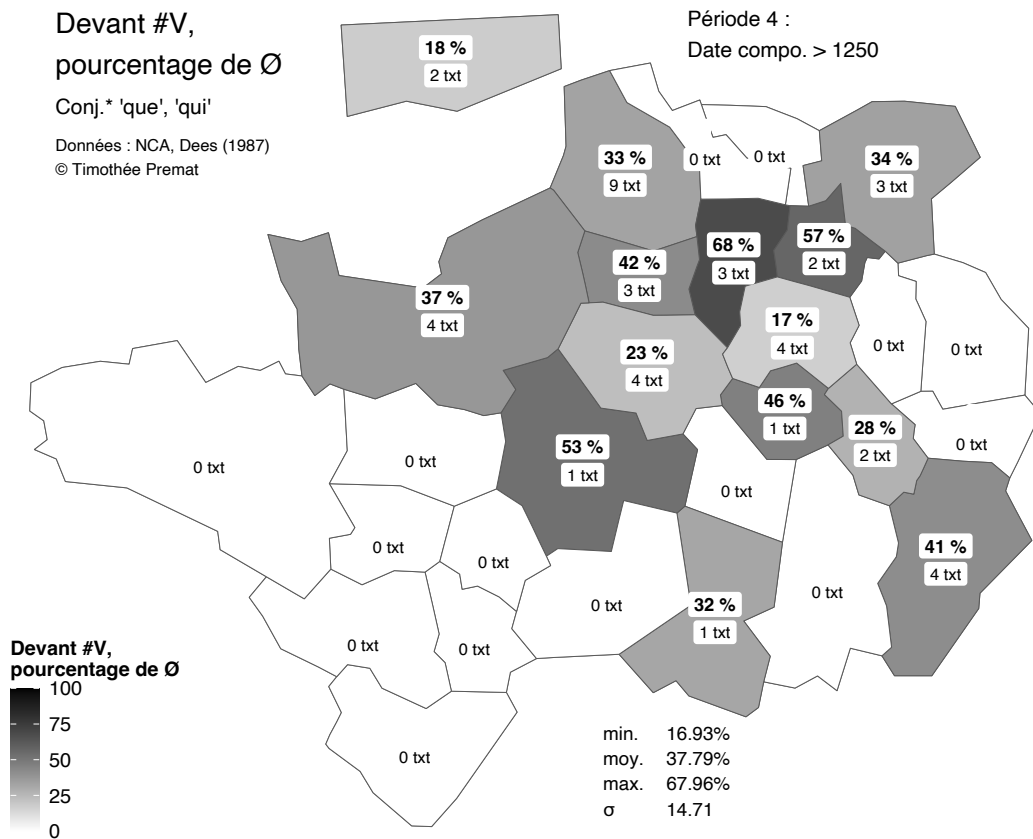 Devant #V,
pourcentage de Ø
Conj.* 'que', 'qui'
Données : NCA, Dees (1987)
© Timothée Premat
Période 4 :
Date compo. > 1250
18 %
2 txt
33 %
9 txt
0 txt
0 txt
34 %
3 txt
68 %
3 txt
57 %
2 txt
42 %
3 txt
37 %
4 txt
17 %
4 txt
0 txt
0 txt
23 %
4 txt
46 %
1 txt
28 %
2 txt
0 txt
53 %
1 txt
0 txt
0 txt
0 txt
41 %
4 txt
0 txt
0 txt
0 txt
0 txt
32 %
1 txt
0 txt
0 txt
0 txt
Devant #V,
pourcentage de Ø
100
75
50
25
0
min. 16.93%
moy. 37.79%
max. 67.96%
σ 14.71